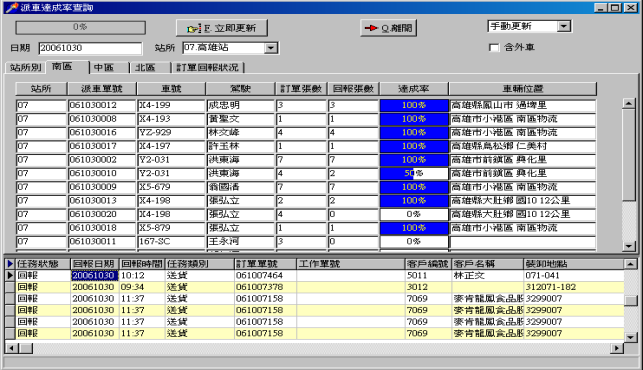 派車達成率查詢
0%
E 立即更新
Q 離開
手動更新
日期 20061030 站所 07.高雄站 含外車
站所別 南區 中區 北區 訂單回報狀況
站所 派車單號 車號 駕駛 訂單張數 回報張數 達成率 車輛位置
07 061030012 X4-199 成忠明 3 3 100% 高雄縣鳳山市 過埤里
07 061030008 X4-193 黃聖文 1 1 100% 高雄市小港區 南區物流
07 061030016 YZ-929 林文峰 4 4 100% 高雄市小港區 南區物流
07 061030017 X4-197 許玉林 1 1 100% 高雄縣鳥松鄉 仁美村
07 061030002 Y2-031 洪東海 7 7 100% 高雄市前鎮區 興化里
07 061030010 Y2-031 洪東海 4 2 50% 高雄市前鎮區 興化里
07 061030009 X5-679 翁國清 7 7 100% 高雄市小港區 南區物流
07 061030013 X4-198 張弘立 2 2 100% 高雄縣大社鄉 國10 12公里
07 061030020 X4-198 張弘立 4 0 0% 高雄縣大社鄉 國10 12公里
07 061030018 X5-879 張弘立 1 1 100% 高雄市小港區 南區物流
07 061030011 167-SC 王永河 3 0 0%
任務狀態 回報日期 回報時間 任務類別 訂單單號 工作單號 客戶編號 客戶名稱 裝卸地點
回報 20061030 10:12 送貨 061007464 5011 林正文 071-041
回報 20061030 09:34 送貨 061007378 3012 312071-182
回報 20061030 11:37 送貨 061007158 7069 麥肯龍鳳食品股 3299007
回報 20061030 11:37 送貨 061007158 7069 麥肯龍鳳食品股 3299007
回報 20061030 11:37 送貨 061007158 7069 麥肯龍鳳食品股 3299007
回報 20061030 11:37 送貨 061007158 7069 麥肯龍鳳食品股 3299007